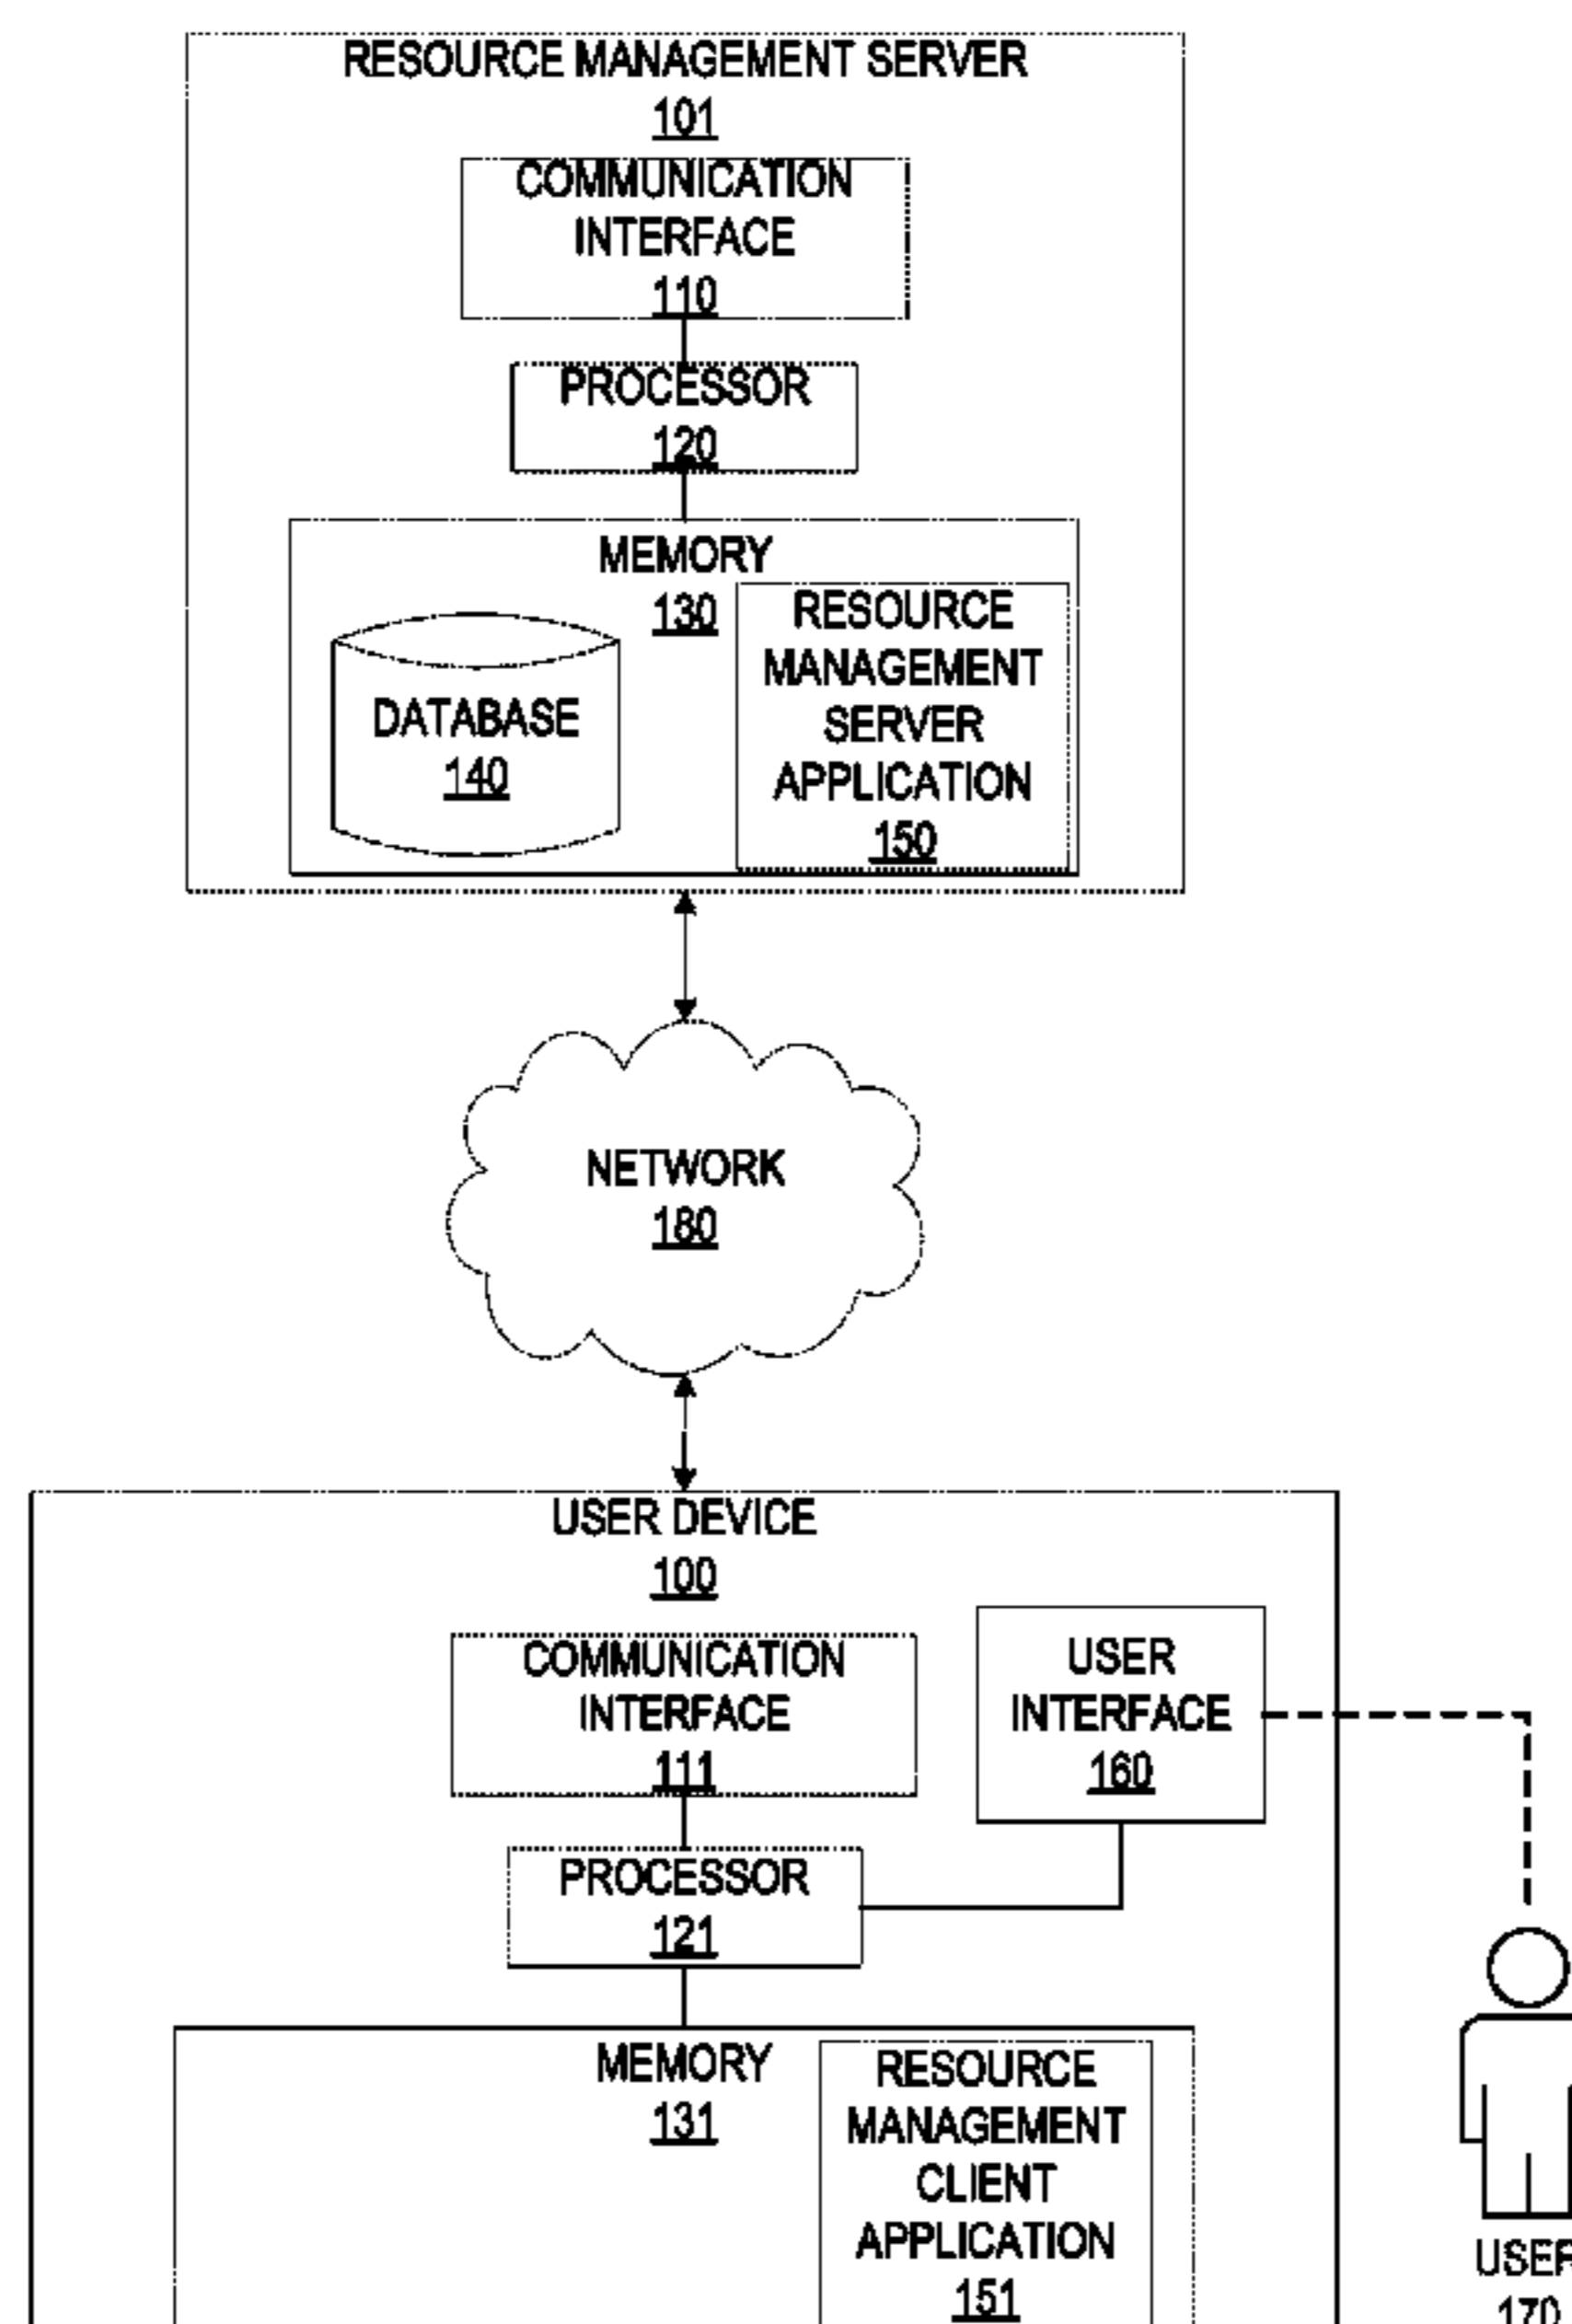 RESOURCE MANAGEMENT SERVER
101
COMMUNICATION
INTERFACE
110
PROCESSOR
120
MEMORY
130
DATABASE
140
RESOURCE
MANAGEMENT
SERVER
APPLICATION
150
NETWORK
180
USER DEVICE
100
COMMUNICATION
INTERFACE
111
USER
INTERFACE
160
PROCESSOR
121
MEMORY
131
RESOURCE
MANAGEMENT
CLIENT
APPLICATION
151
USER
170